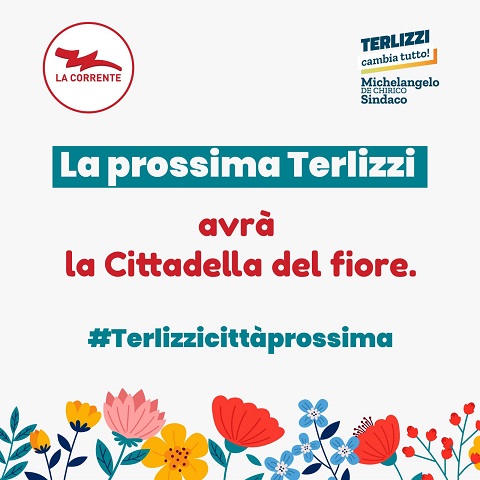 LA CORRENTE
TERLIZZI
cambia tutto!
Michelangelo
DE CHIRICO
Sindaco
La prossima Terlizzi
avrà
la Cittadella del fiore.
#Terlizzicittàprossima